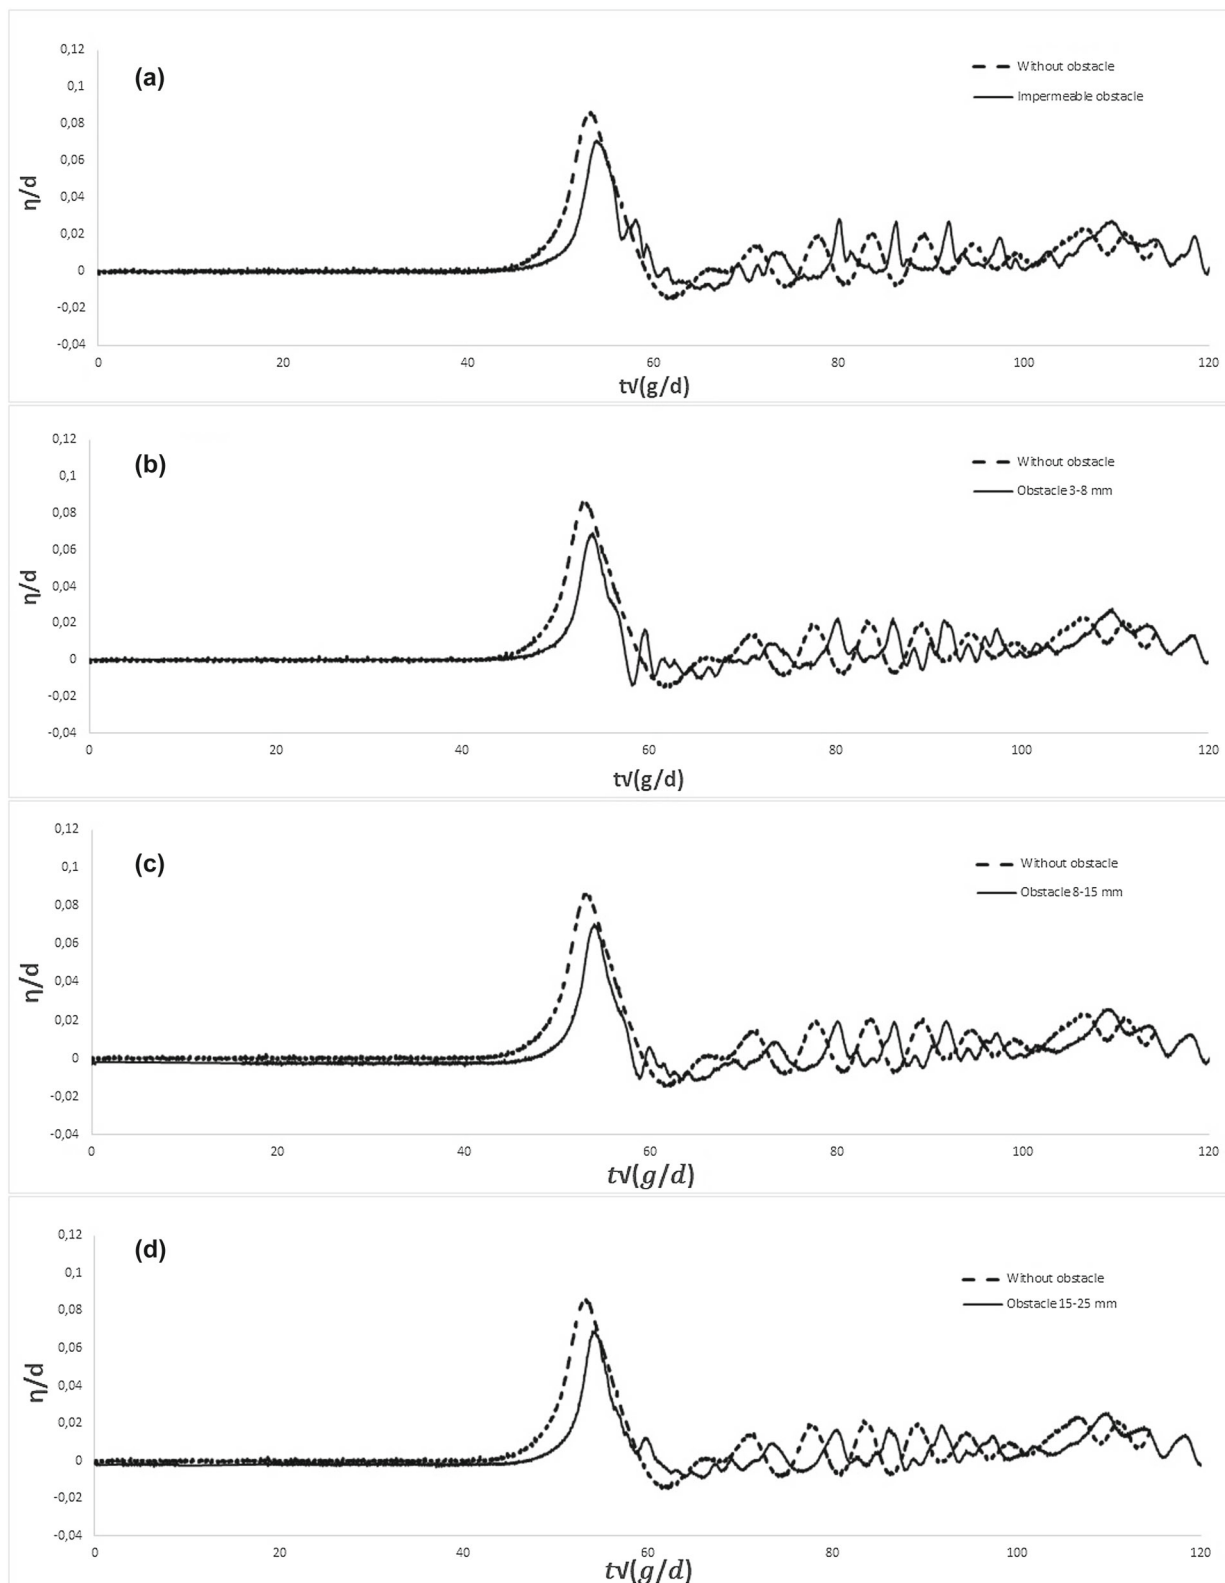 0,12
(a)
Without obstacle
0,1
Impermeable obstacle
0,08
0,06
0,04
η/d
0,02
0
-0,02
-0,04
0 20 40 60 80 100 120
t√(g/d)
0,12
(b)
Without obstacle
0,1
Obstacle 3-8 mm
0,08
0,06
0,04
η/d
0,02
0
-0,02
-0,04
0 20 40 60 80 100 120
t√(g/d)
0,12
(c)
Without obstacle
0,1
Obstacle 8-15 mm
0,08
0,06
0,04
η/d
0,02
0
-0,02
-0,04
0 20 40 60 80 100 120
t√(g/d)
0,12
(d)
Without obstacle
0,1
Obstacle 15-25 mm
0,08
0,06
0,04
η/d
0,02
0
-0,02
-0,04
0 20 40 60 80 100 120
t√(g/d)